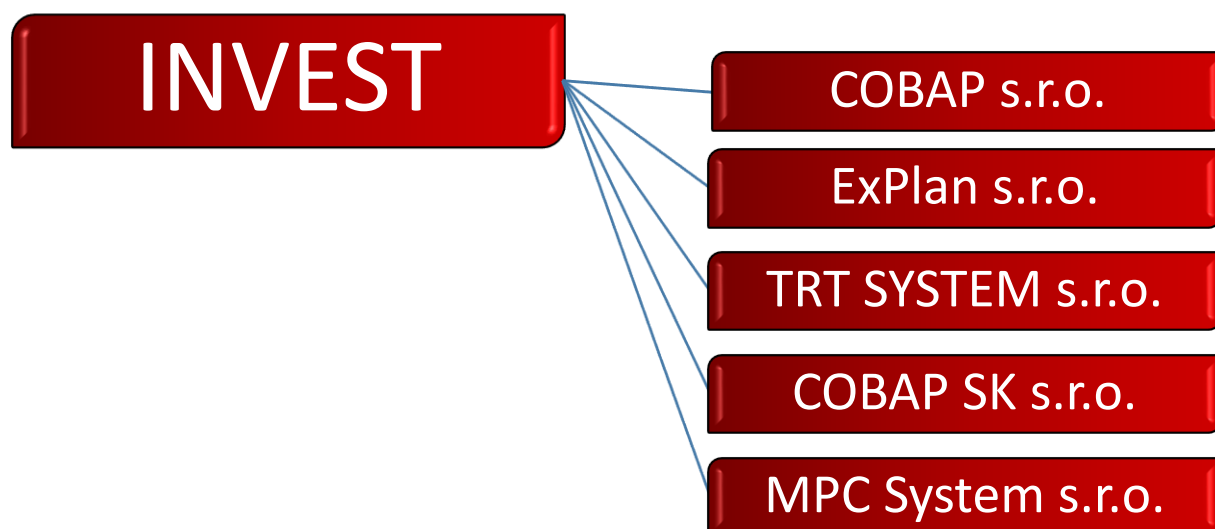 INVEST
COBAP s.r.o.
ExPlan s.r.o.
TRT SYSTEM s.r.o.
COBAP SK s.r.o.
MPC System s.r.o.